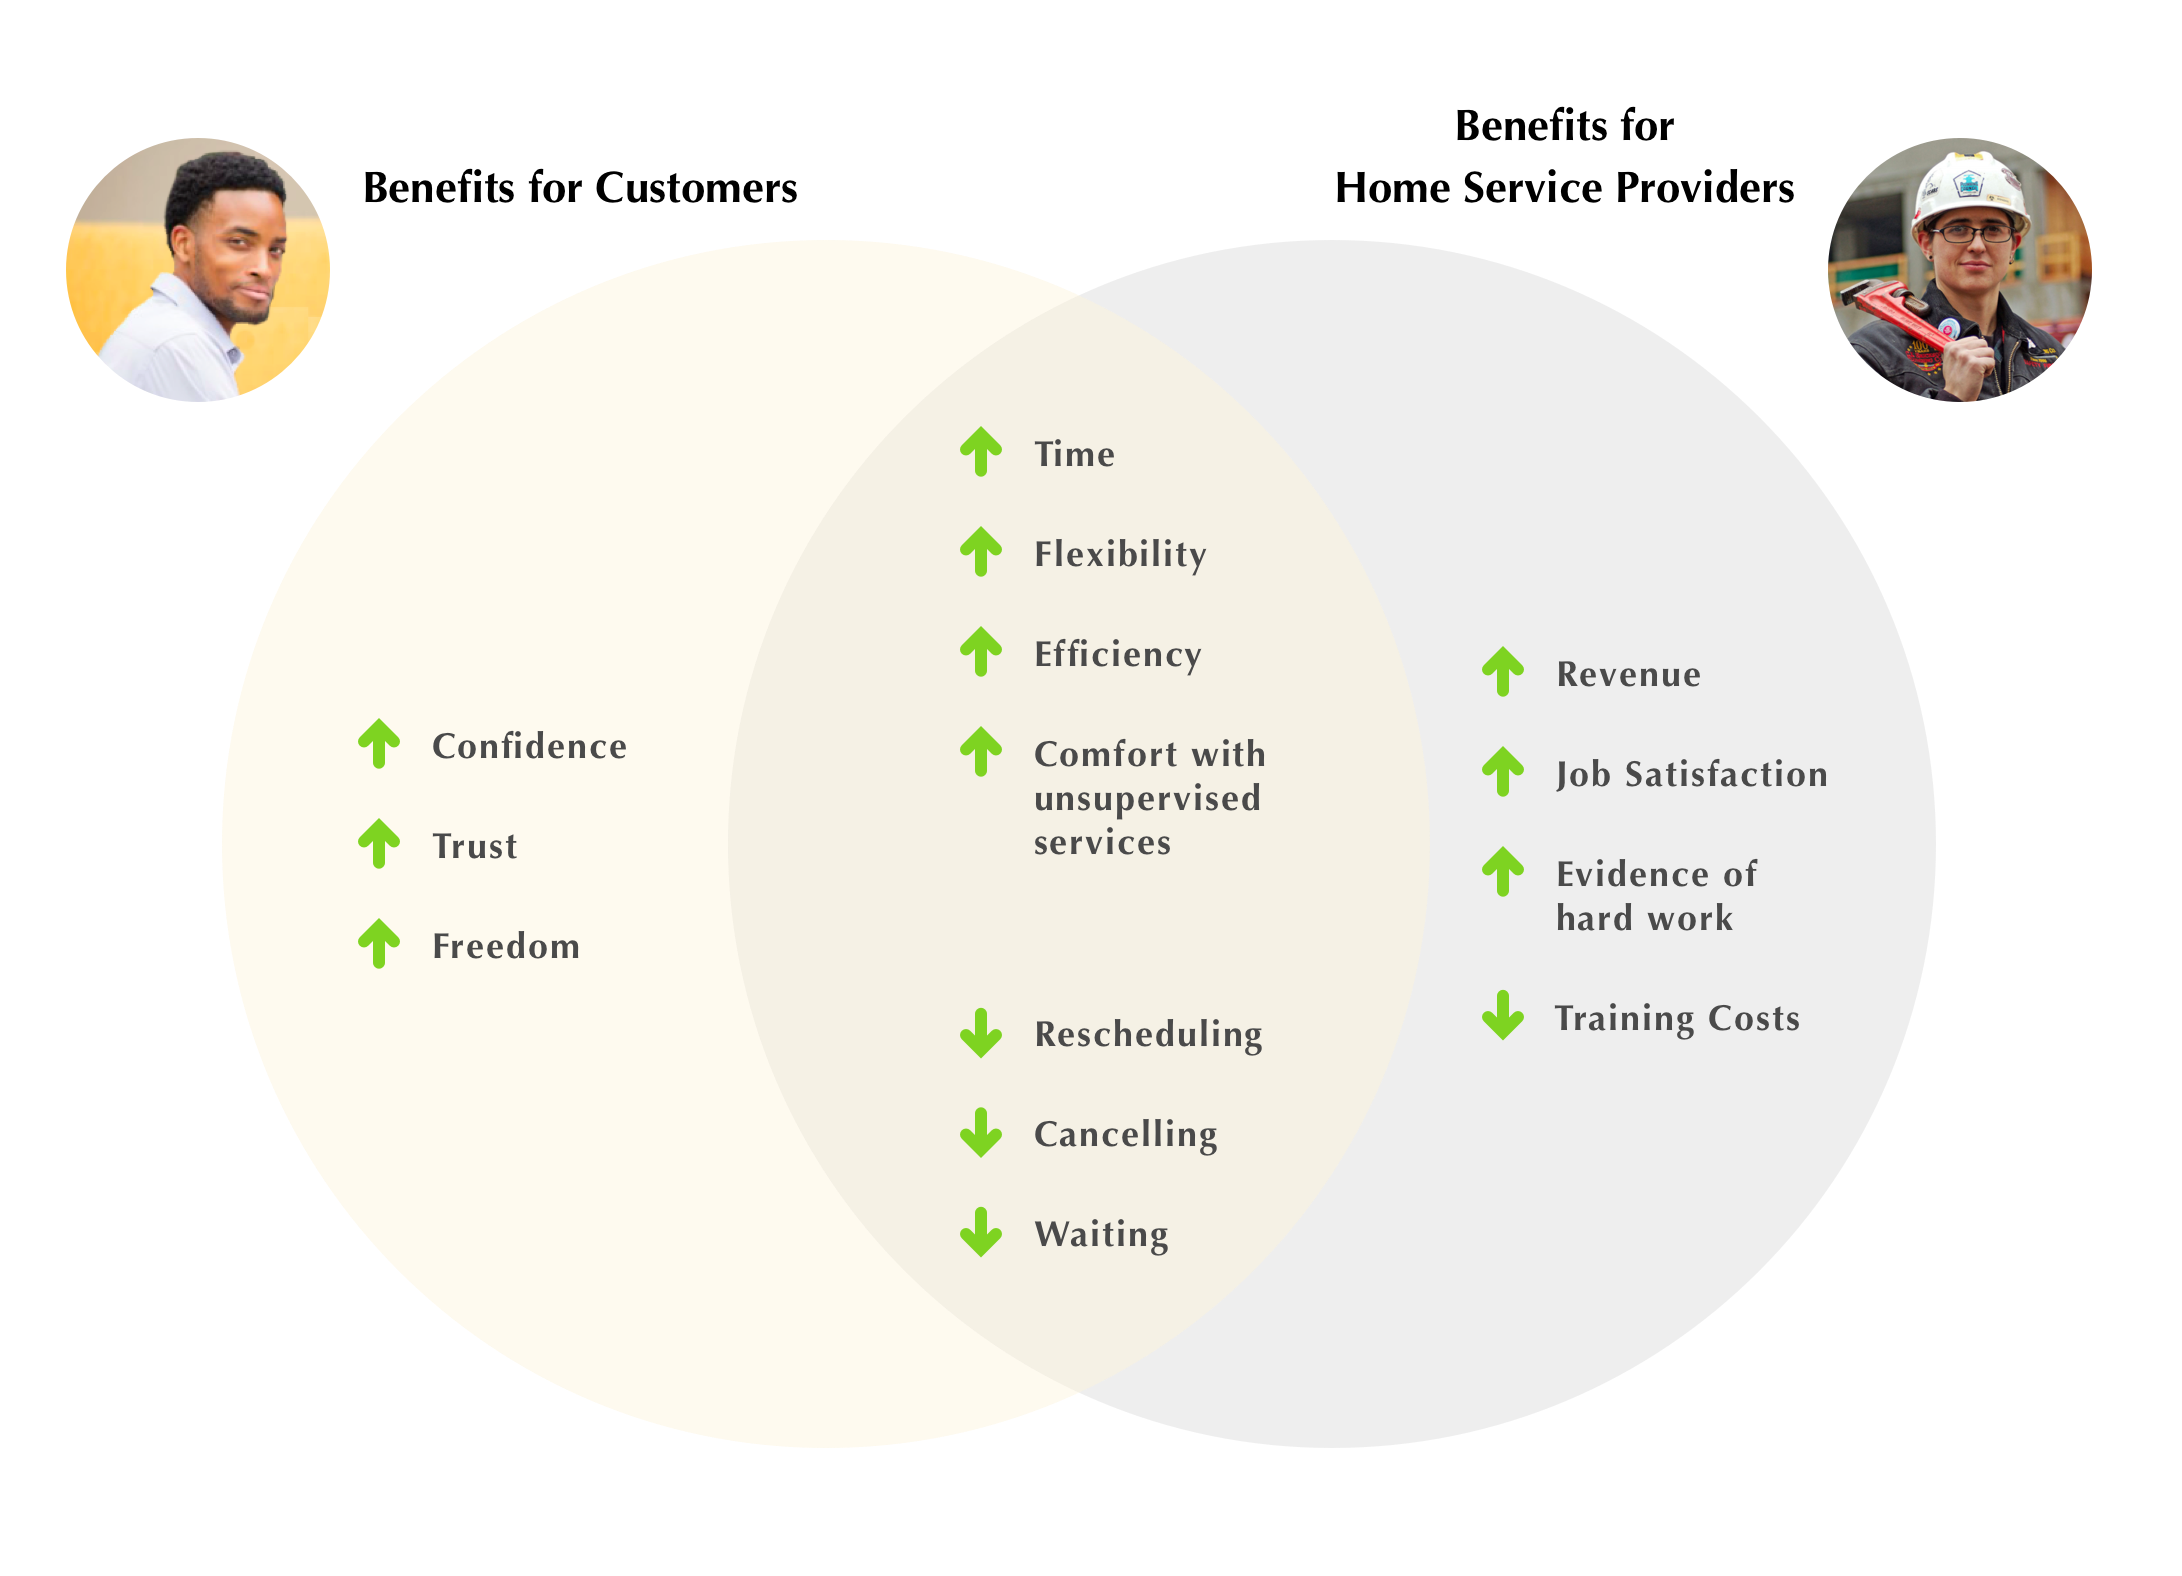 Benefits for Customers
Benefits for
Home Service Providers
Confidence
Trust
Freedom
Time
Flexibility
Efficiency
Comfort with
unsupervised
services
Rescheduling
Cancelling
Waiting
Revenue
Job Satisfaction
Evidence of
hard work
Training Costs